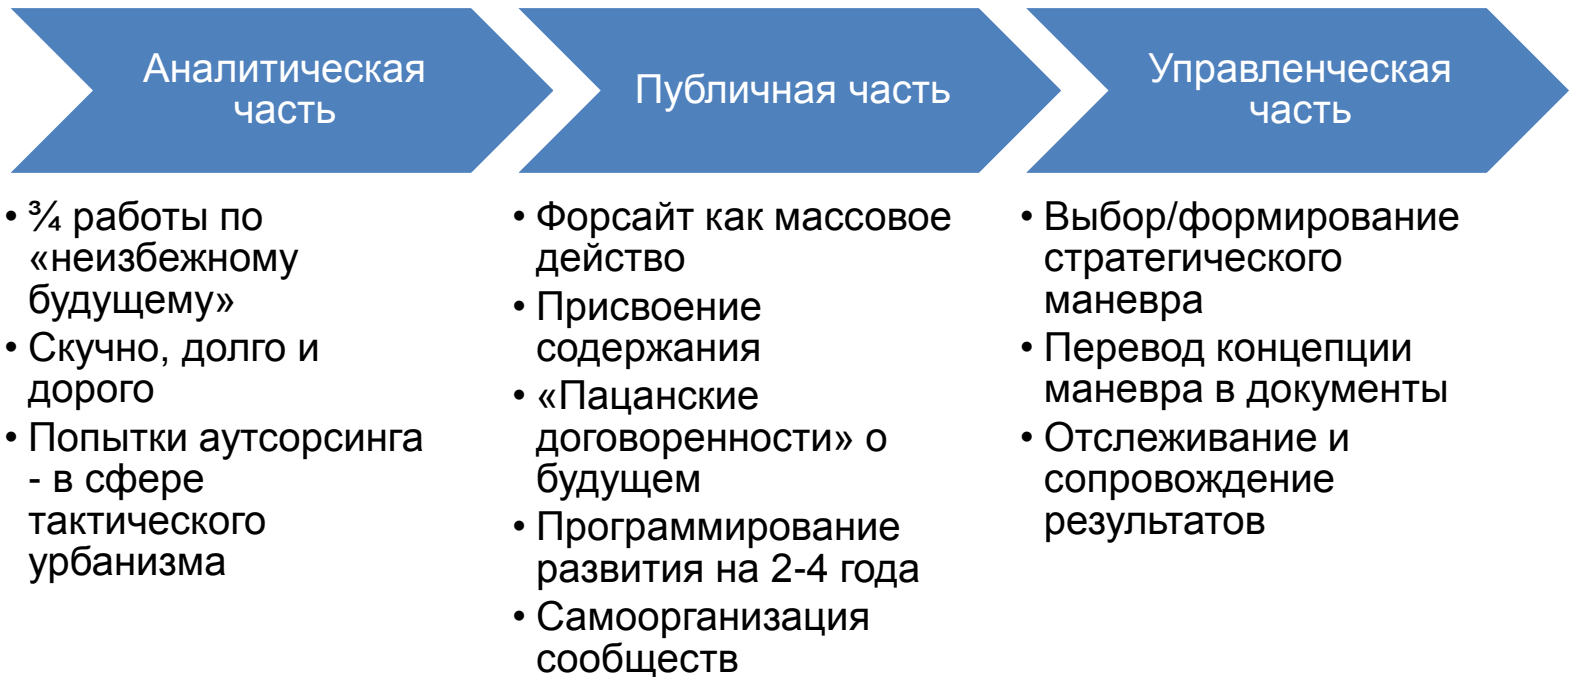 Аналитическая
часть
• ¾ работы по
«неизбежному
будущему»
• Скучно, долго и
дорого
• Попытки аутсорсинга
- в сфере
тактического
урбанизма
Публичная часть
• Форсайт как массовое
действо
• Присвоение
содержания
• «Пацанские
договоренности» о
будущем
• Программирование
развития на 2-4 года
• Самоорганизация
сообществ
Управленческая
часть
• Выбор/формирование
стратегического
маневра
• Перевод концепции
маневра в документы
• Отслеживание и
сопровождение
результатов